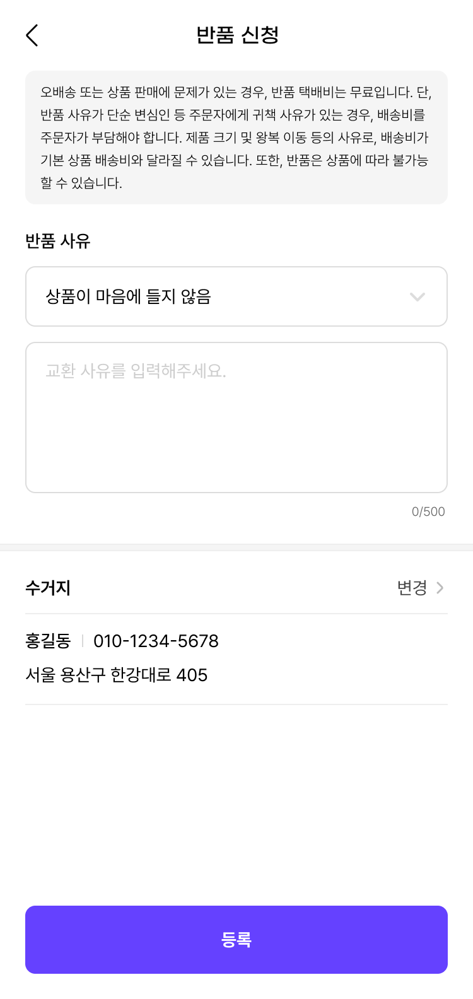 반품 신청
오배송 또는 상품 판매에 문제가 있는 경우, 반품 택배비는 무료입니다. 단,
반품 사유가 단순 변심인 등 주문자에게 귀책 사유가 있는 경우, 배송비를
주문자가 부담해야 합니다. 제품 크기 및 왕복 이동 등의 사유로, 배송비가
기본 상품 배송비와 달라질 수 있습니다. 또한, 반품은 상품에 따라 불가능
할 수 있습니다.
반품 사유
상품이 마음에 들지 않음
교환 사유를 입력해주세요.
0/500
수거지 변경
홍길동 010-1234-5678
서울 용산구 한강대로 405
등록